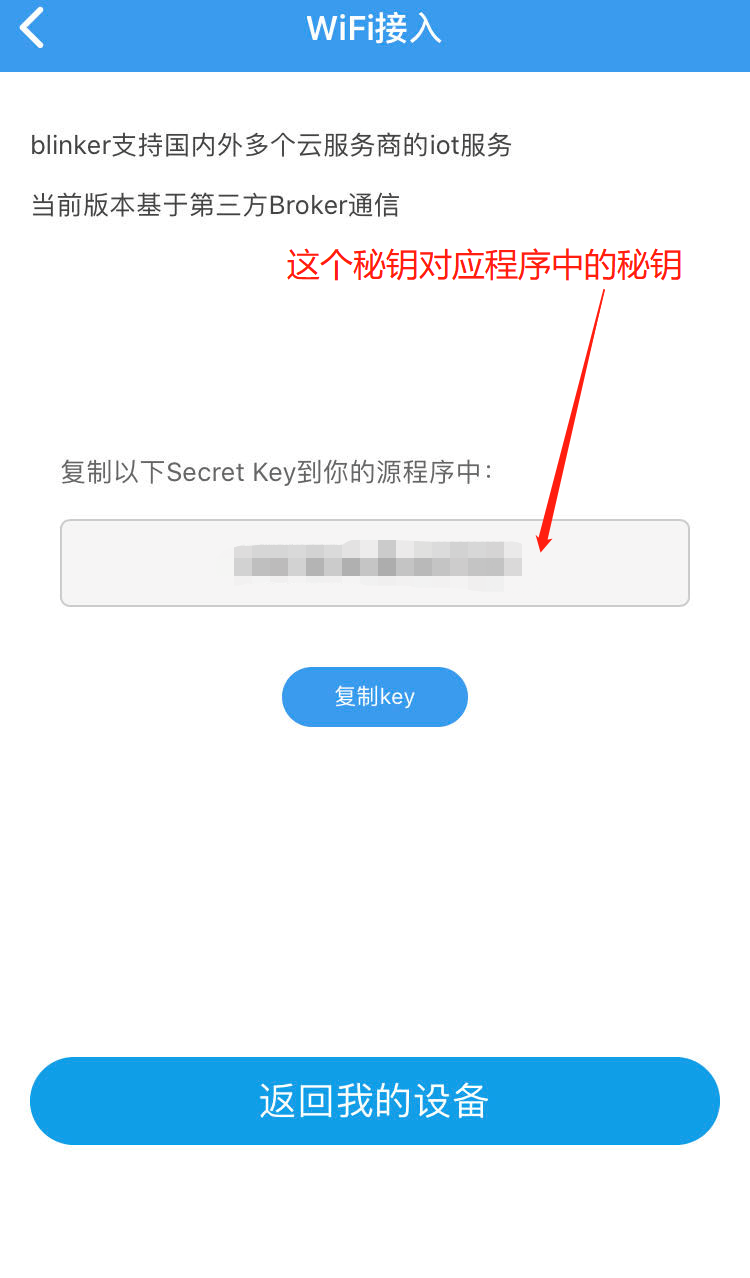 WiFi接入
blinker支持国内外多个云服务商的iot服务
当前版本基于第三方Broker通信
这个秘钥对应程序中的秘钥
复制以下Secret Key到你的源程序中:
复制key
返回我的设备